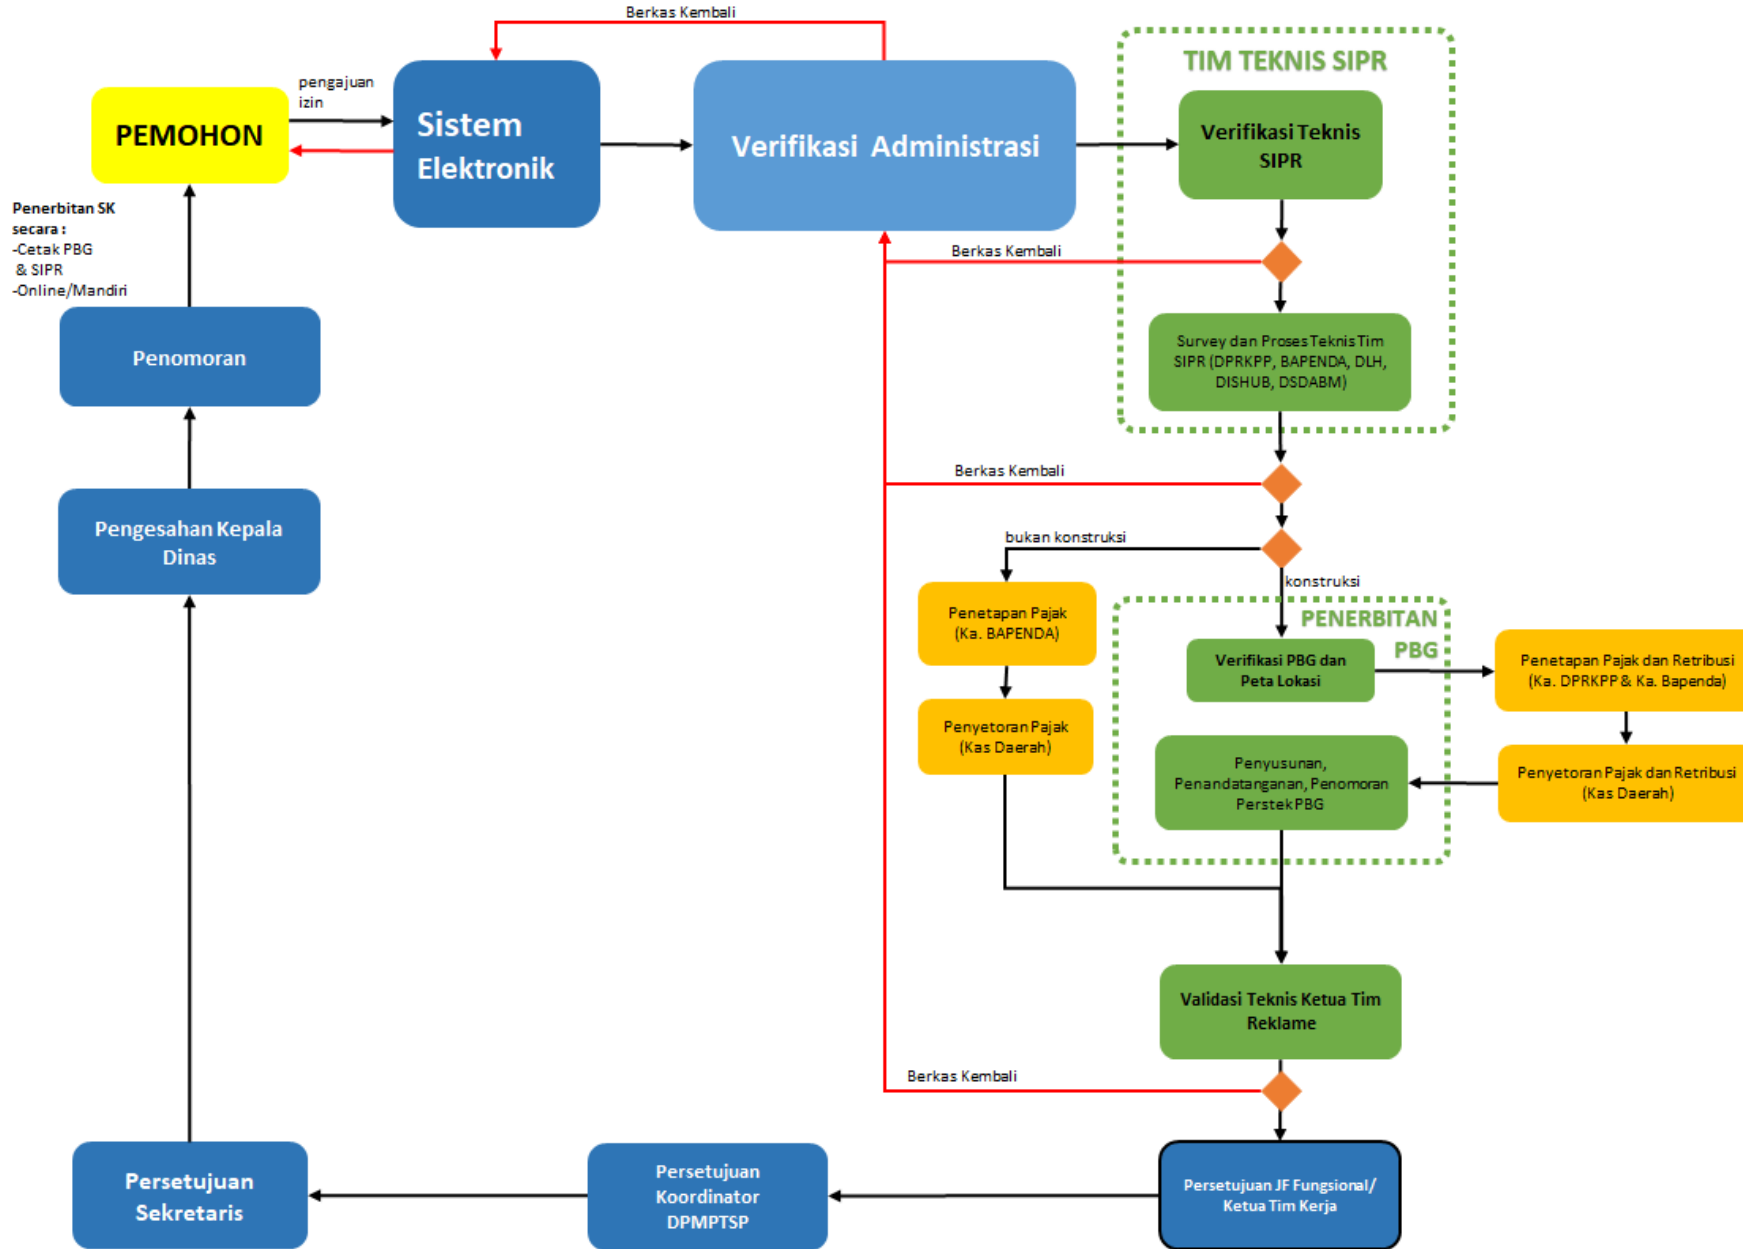 Berkas Kembali
TIM TEKNIS SIPR
pengajuan
izin
PEMOHON
Sistem
Elektronik
Verifikasi Administrasi
Verifikasi Teknis
SIPR
Penerbitan SK
secara :
-Cetak PBG
& SIPR
-Online/Mandiri
Berkas Kembali
Penomoran
Survey dan Proses Teknis Tim
SIPR (DPRKPP, BAPENDA, DLH,
DISHUB, DSDABM)
Berkas Kembali
Pengesahan Kepala
Dinas
bukan konstruksi
konstruksi
Penetapan Pajak
(Ka. BAPENDA)
PENERBITAN
PBG
Verifikasi PBG dan
Peta Lokasi
Penetapan Pajak dan Retribusi
(Ka. DPRKPP & Ka. Bapenda)
Penyetoran Pajak
(Kas Daerah)
Penyusunan,
Penandatanganan, Penomoran
Perstek PBG
Penyetoran Pajak dan Retribusi
(Kas Daerah)
Validasi Teknis Ketua Tim
Reklame
Berkas Kembali
Persetujuan
Sekretaris
Persetujuan
Koordinator
DPMPTSP
Persetujuan JF Fungsional/
Ketua Tim Kerja